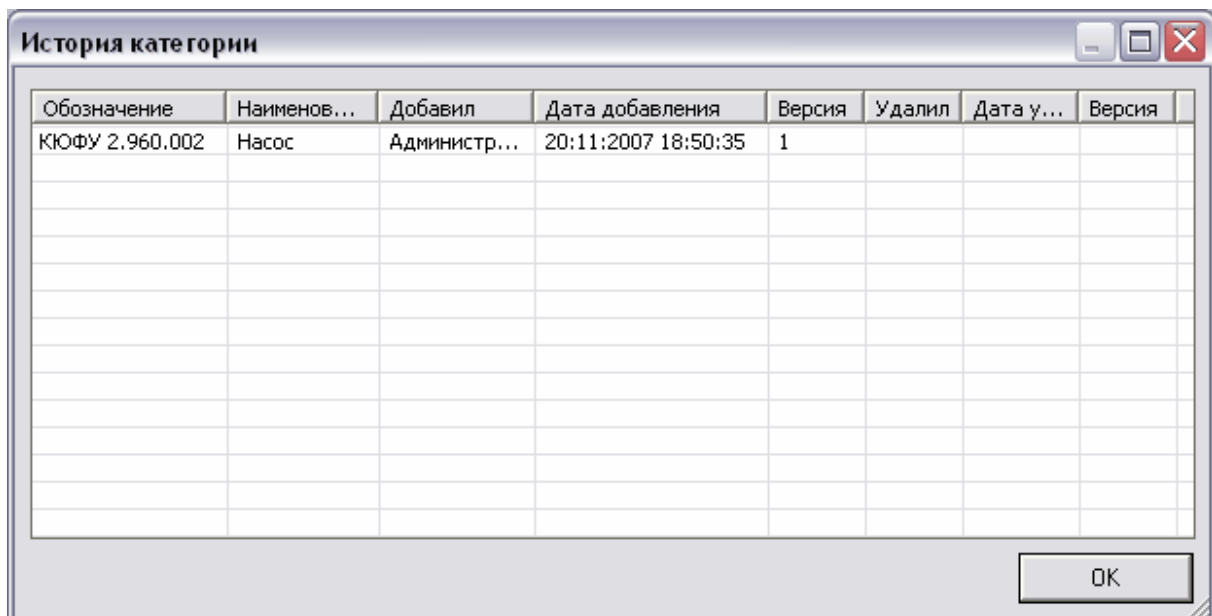 История категории
Обозначение Наименов... Добавил Дата добавления Версия Удалил Дата у... Версия
КЮФУ 2.960.002 Насос Администр... 20:11:2007 18:50:35 1
OK